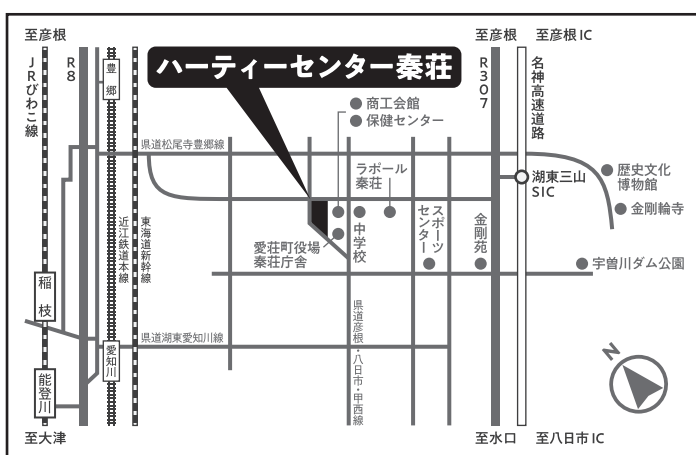 至彦根
至彦根
至彦根IC
JRびわこ線
R8
豊郷
ハーティーセンター秦荘
R307
名神高速道路
商工会館
保健センター
県道松尾寺豊郷線
ラポール
秦荘
湖東三山
SIC
歴史文化
博物館
金剛輪寺
近江鉄道本線
東海道新幹線
愛荘町役場
秦荘庁舎
中学校
スポーツ
センター
金剛苑
宇曽川ダム公園
稲枝
県道湖東愛知川線
愛知川
県道彦根・八日市・甲西線
能登川
N
至大津
至水口
至八日市IC